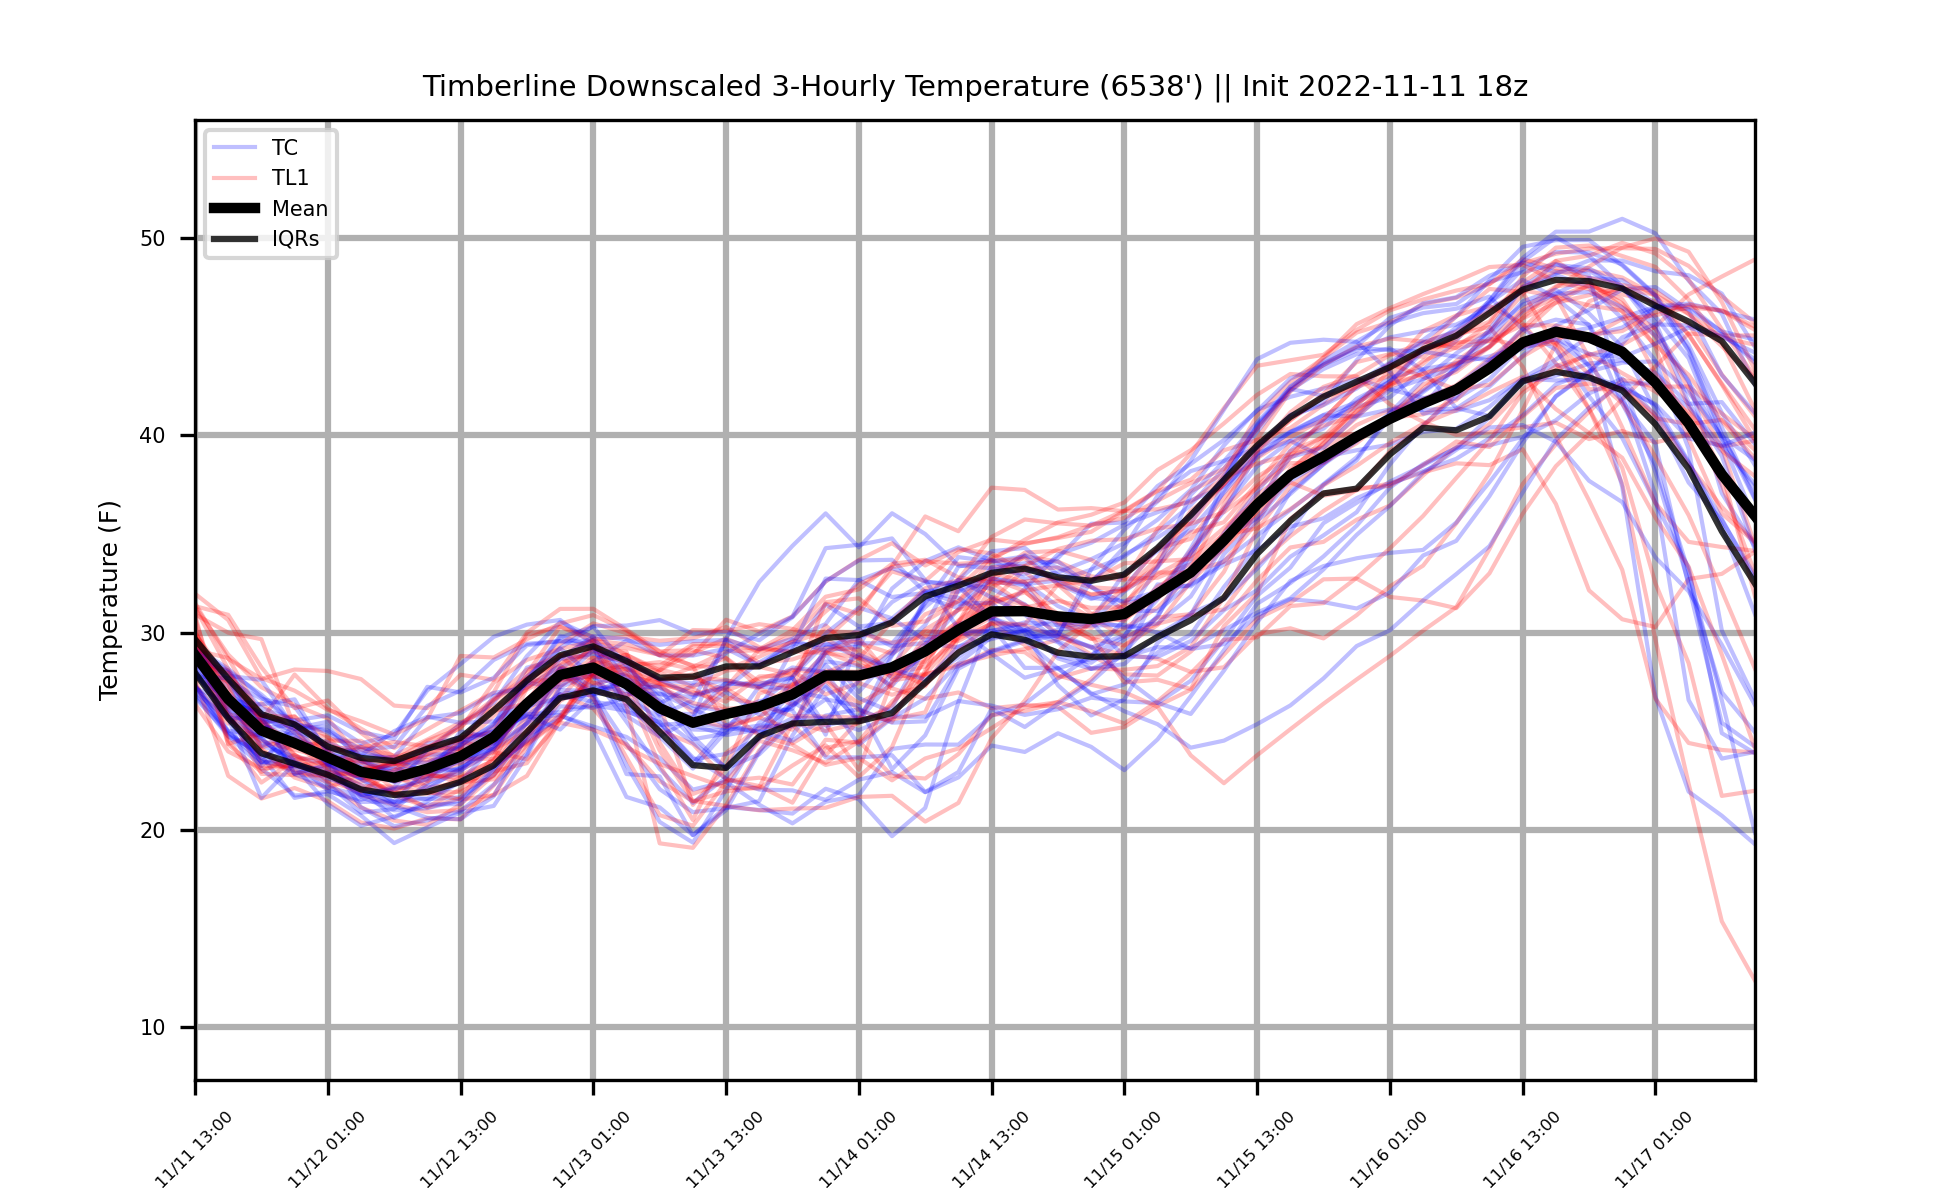 Timberline Downscaled 3-Hourly Temperature (6538') || Init 2022-11-11 18z
TC
TL1
Mean
IQRs
Temperature (F)
50
40
30
20
10
11/11 13:00
11/12 01:00
11/12 13:00
11/13 01:00
11/13 13:00
11/14 01:00
11/14 13:00
11/15 01:00
11/15 13:00
11/16 01:00
11/16 13:00
11/17 01:00